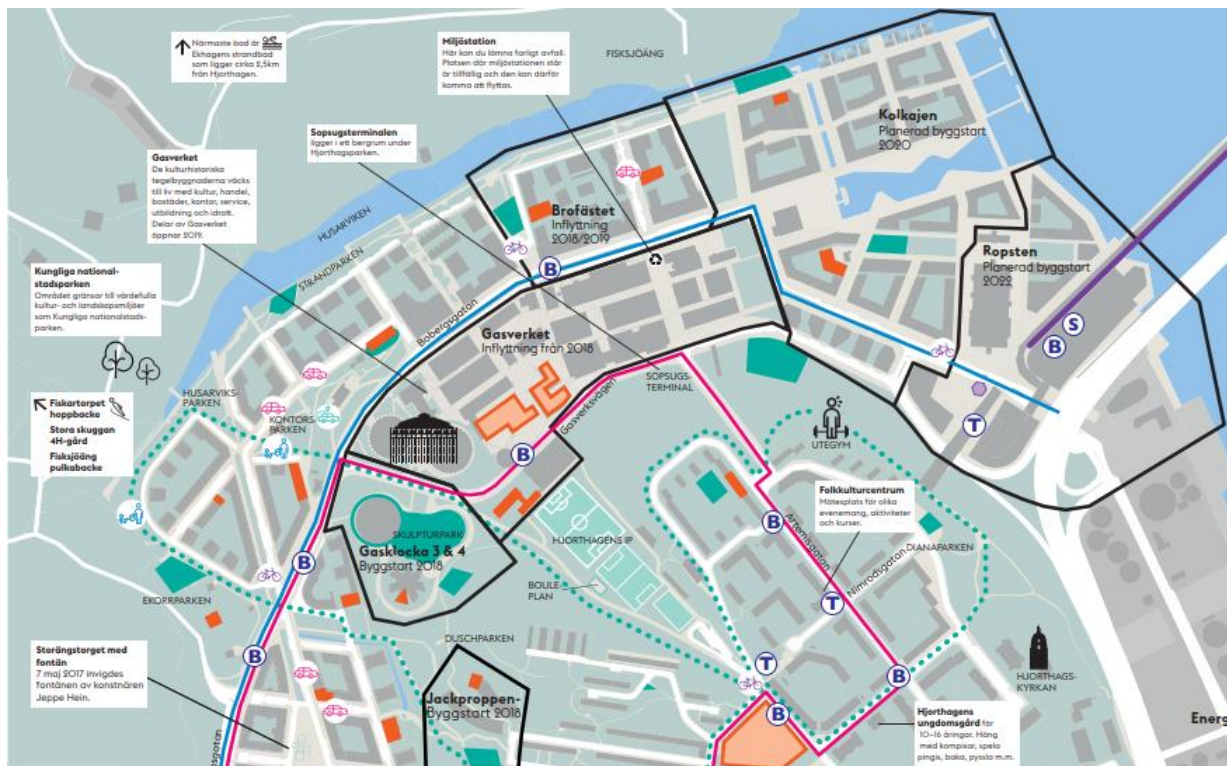 Närmaste bad är
Ekhagens strandbad
som ligger cirka 2,5km
från Hjorthagen.
Miljöstation
Här kan du lämna farligt avfall.
Platsen där miljöstationen står
är tillfällig och den kan därför
komma att flyttas.
FISKSJÖÄNG
Kolkajen
Planerad byggstart
2020
Sopsugsterminalen
ligger i ett bergrum under
Hjorthagsparken.
Gasverket
De kulturhistoriska
tegelbyggnaderna väcks
till liv med kultur, handel,
bostäder, kontor, service,
utbildning och idrott.
Delar av Gasverket
öppnar 2019.
HUSARVIKEN
STRANDPARKEN
Brofästet
Inflyttning
2018/2019
B
Ropsten
Planerad byggstart
2022
S
B
Kungliga national-
stadsparken
Området gränsar till värdefulla
kultur- och landskapsmiljöer
som Kungliga nationalstads-
parken.
Bobergsgatan
Gasverket
Inflyttning från 2018
SOPSUGS-
TERMINAL
Gasverksvägen
HUSARVIKS-
PARKEN
KONTORS-
PARKEN
Fiskartorpet
hoppbacke
Stora skuggan
4H-gård
Fisksjöäng
pulkabacke
B
UTEGYM
T
Folkkulturcentrum
Mötesplats för olika
evenemang, aktiviteter
och kurser.
SKULPTURPARK
Gasklocka 3 & 4
Byggstart 2018
HJORTHAGENS IP
B
Artemisgatan
DIANAPARKEN
Nimrodsgatan
B
BOULE-
PLAN
T
EKORRPARKEN
DUSCHPARKEN
Storängstorget med
fontän
7 maj 2017 invigdes
fontänen av konstnären
Jeppe Hein.
B
T
B
HJORTHAGS-
KYRKAN
Jackproppen-
Byggstart 2018
B
Hjorthagens
ungdomsgård för
10-16 åringar. Häng
med kompisar, spela
pingis, baka, pyssla m.m.
Energ
sgatan